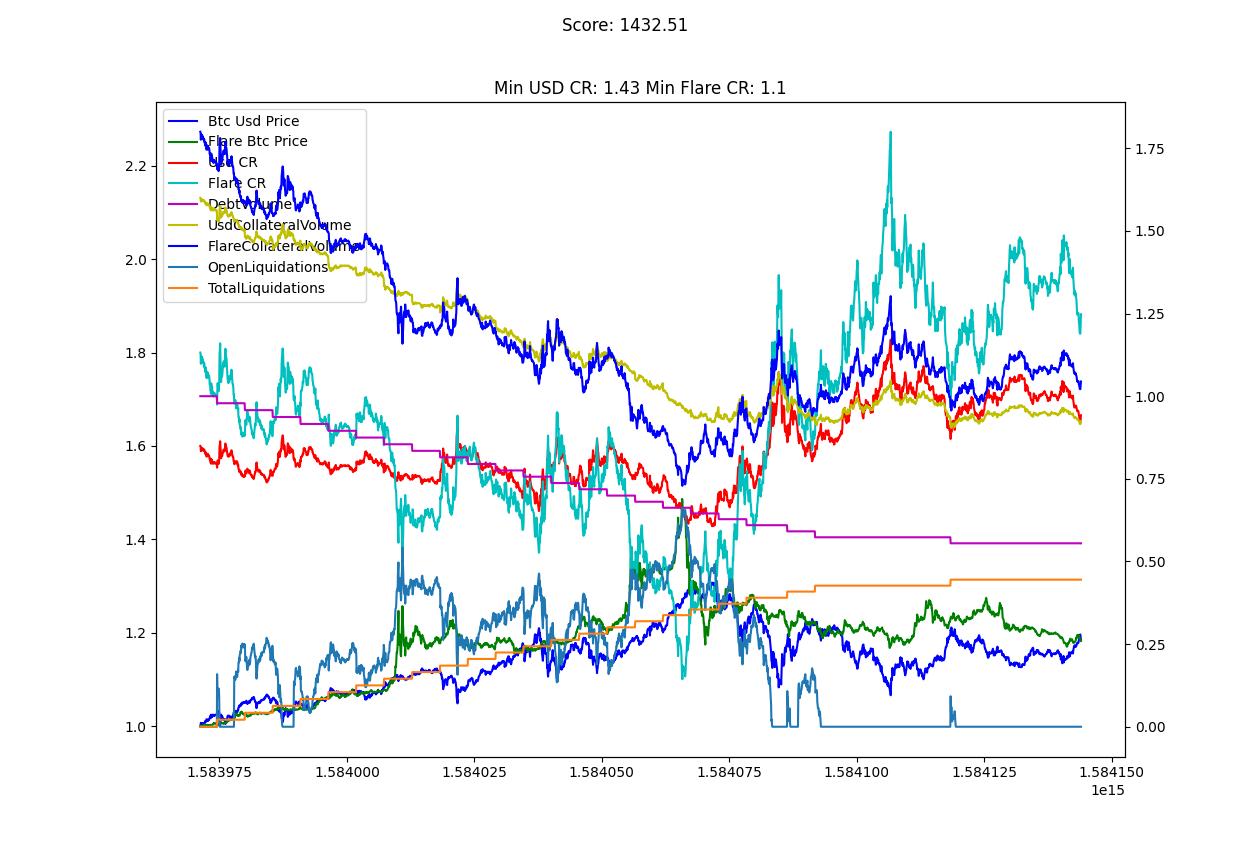 Score: 1432.51
Min USD CR: 1.43 Min Flare CR: 1.1
Btc Usd Price
Flare Btc Price
Usd CR
Flare CR
DebtVolume
UsdCollateralVolume
FlareCollateralVolume
OpenLiquidations
TotalLiquidations
2.2
2.0
1.8
1.6
1.4
1.2
1.0
1.75
1.50
1.25
1.00
0.75
0.50
0.25
0.00
1.583975 1.584000 1.584025 1.584050 1.584075 1.584100 1.584125 1.584150
1e15